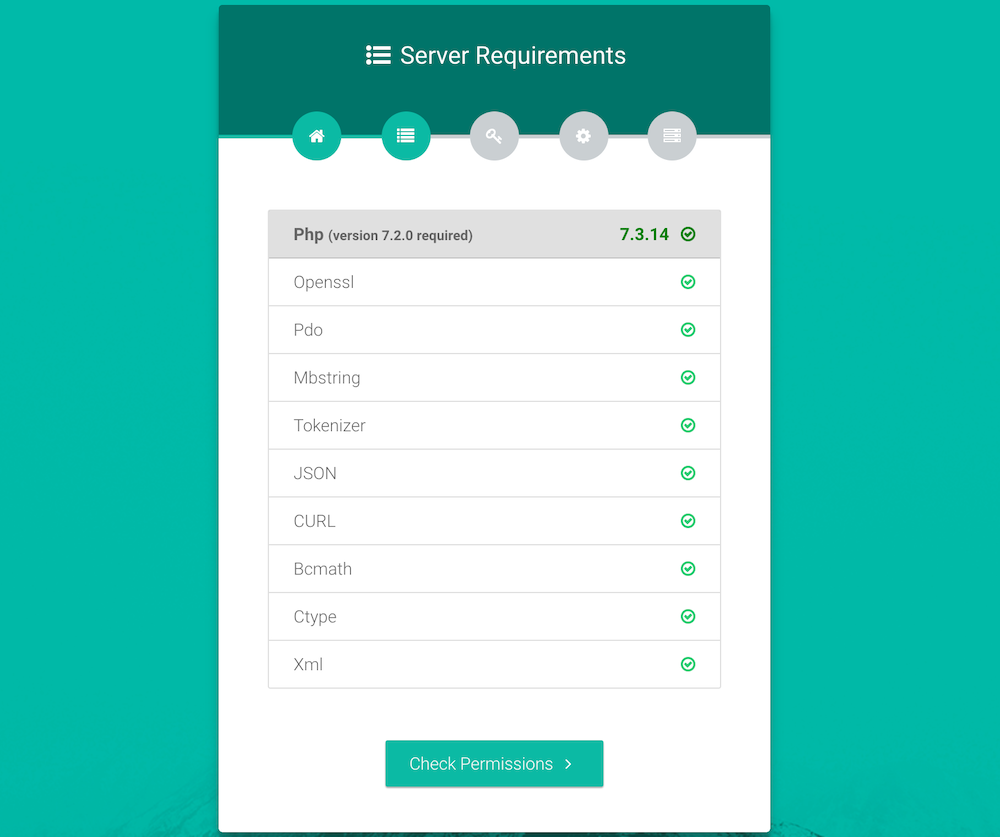 Server Requirements
Php (version 7.2.0 required) 7.3.14
Openssl
Pdo
Mbstring
Tokenizer
JSON
CURL
Bcmath
Ctype
Xml
Check Permissions